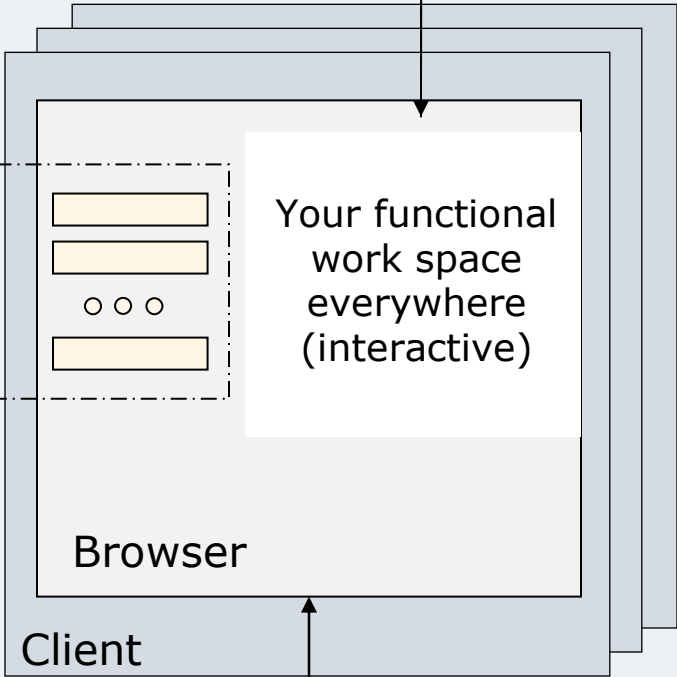 Your functional
work space
everywhere
(interactive)
Browser
Client